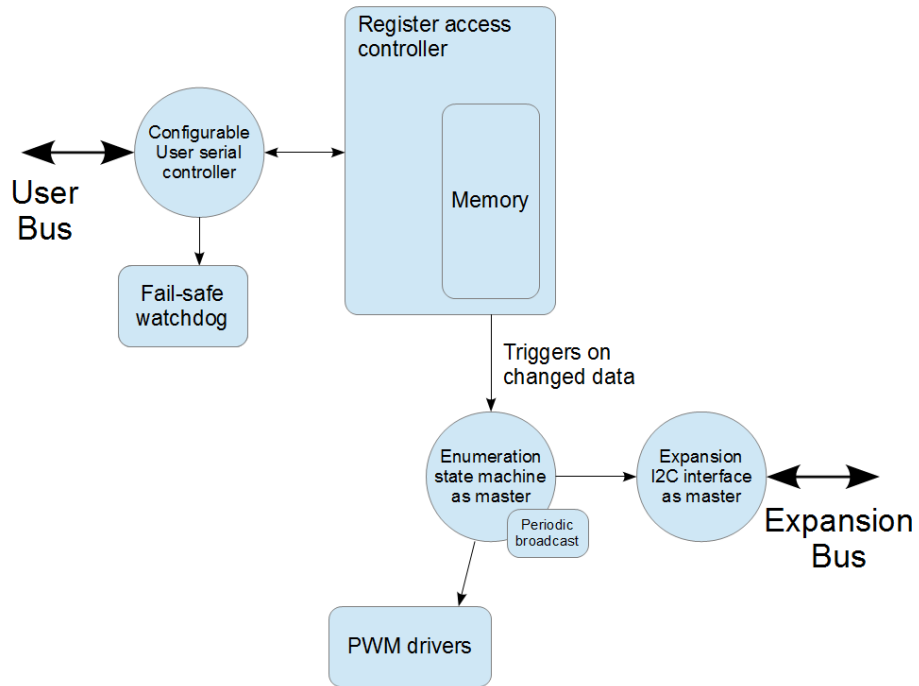 Register access
controller
Configurable
User serial
controller
User
Bus
Memory
Fail-safe
watchdog
Triggers on
changed data
Enumeration
state machine
as master
Expansion
I2C interface
as master
Periodic
broadcast
Expansion
Bus
PWM drivers